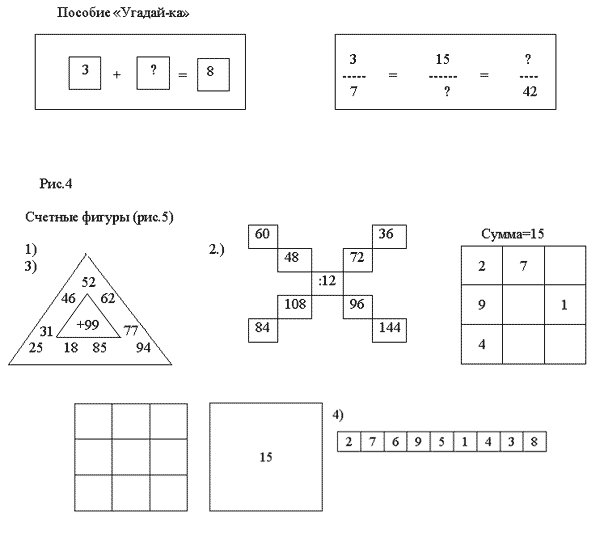 Пособие «Угадай-ка»
3 + ? = 8
3 15 ?
----- = ------ = ----
7 ? 42
Рис.4
Счетные фигуры (рис.5)
1) 2.) Сумма=15
3)
60 36
48 72
:12
108 96
84 144
52
46 62
+99
31 77
25 18 85 94
2 7
9 1
4
4)
15
2 7 6 9 5 1 4 3 8